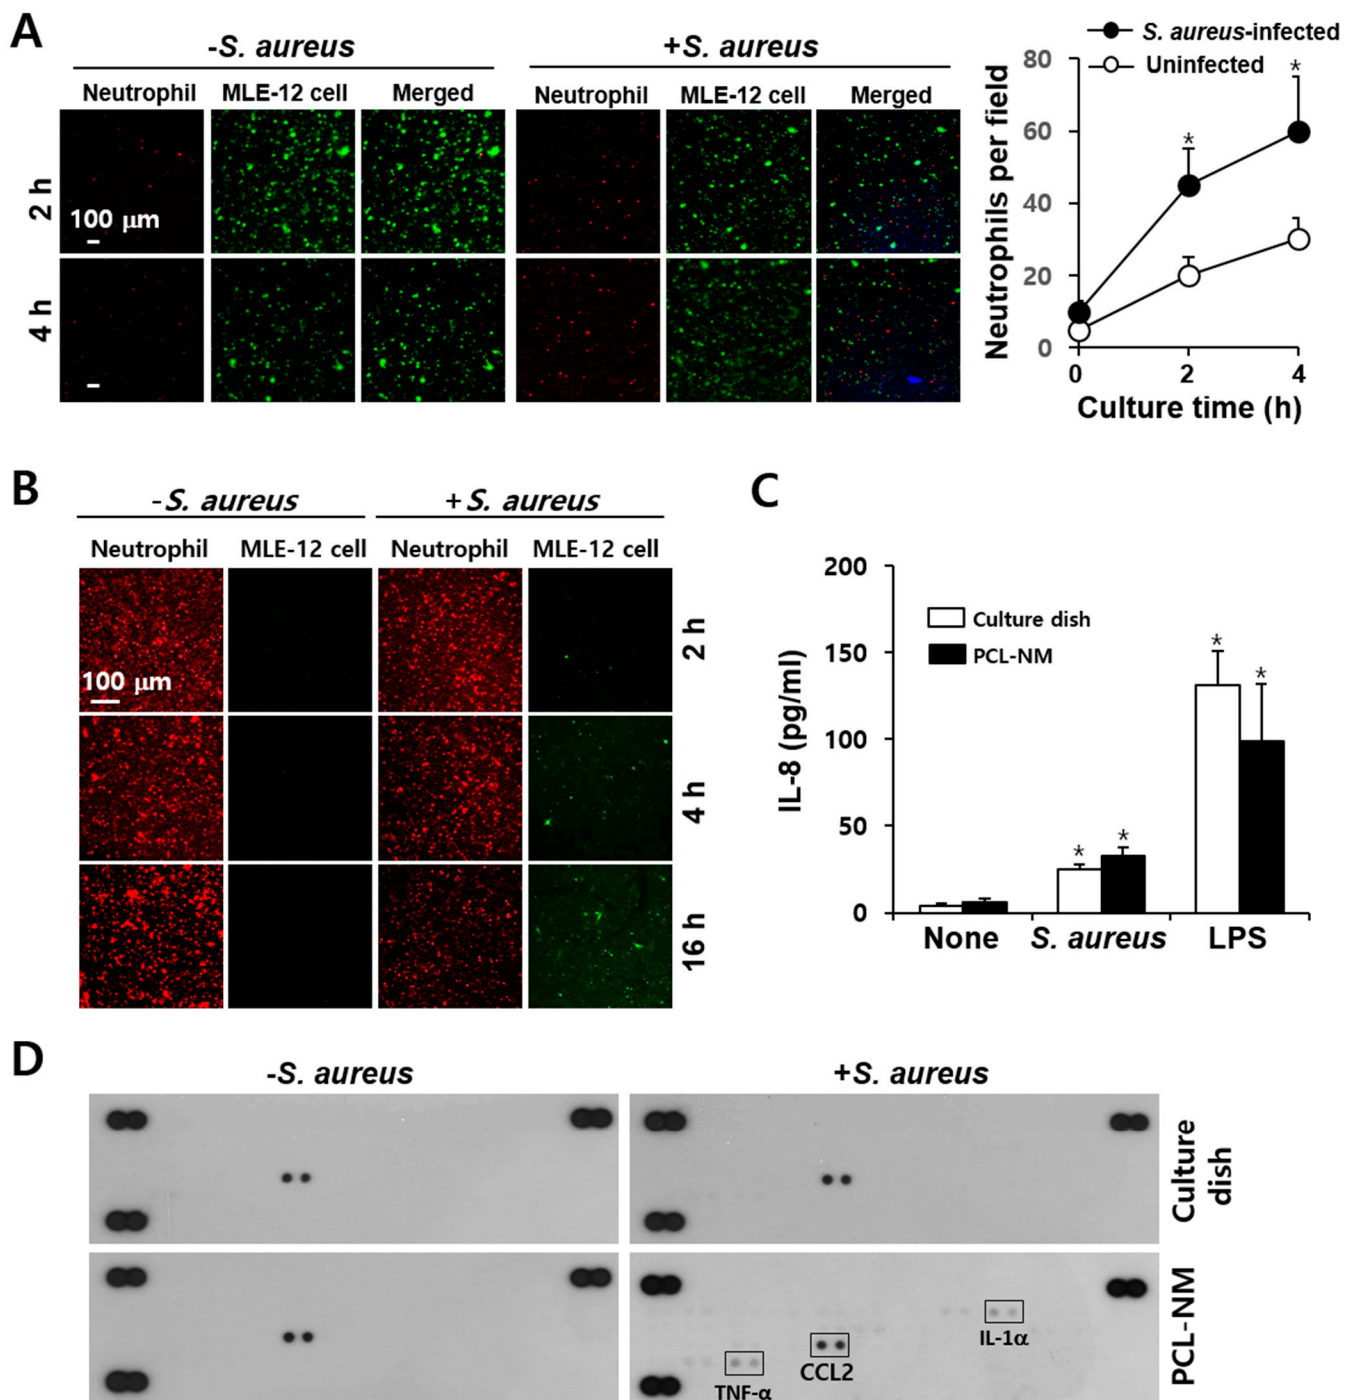 A
-S. aureus
+S. aureus
Neutrophil MLE-12 cell Merged
Neutrophil MLE-12 cell Merged
2 h
100 μm
4 h
S. aureus-infected
Uninfected
80
60
40
20
0
* *
Neutrophils per field
0 2 4
Culture time (h)
B
-S. aureus
+S. aureus
Neutrophil MLE-12 cell Neutrophil MLE-12 cell
100 μm
2 h
4 h
16 h
C
200
150
100
50
0
IL-8 (pg/ml)
Culture dish
PCL-NM
* * * *
None S. aureus LPS
D
-S. aureus
+S. aureus
Culture
dish
PCL-NM
IL-1α
CCL2
TNF-α